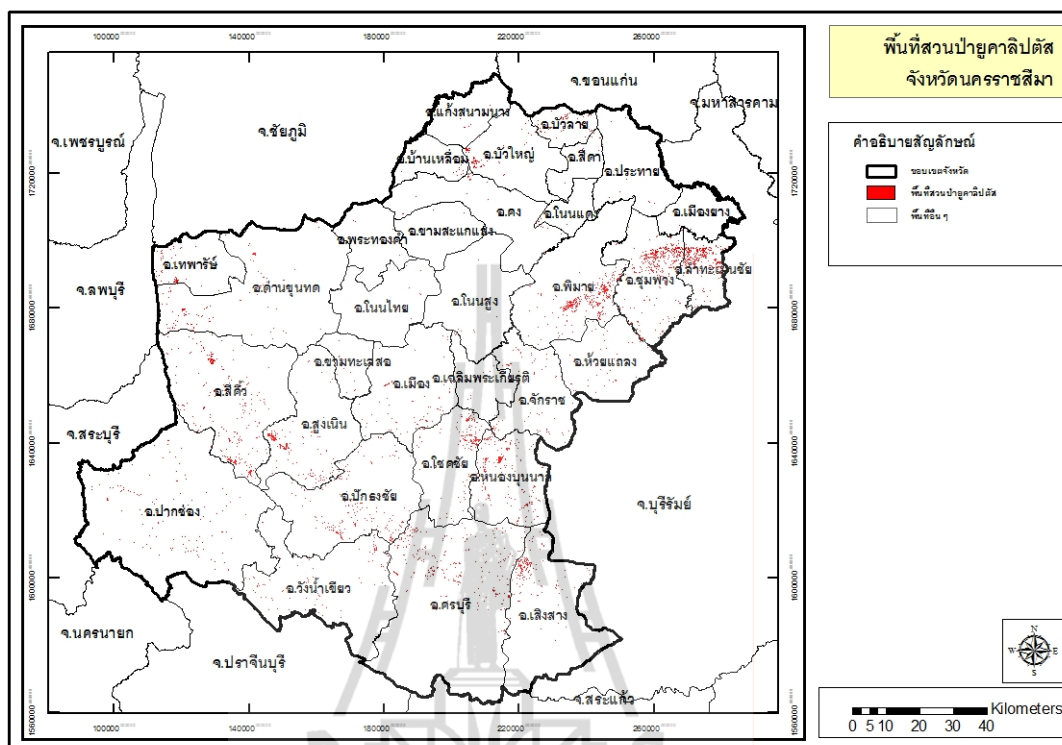 พื้นที่สวนป่ายูคาลิปตัส
จังหวัดนครราชสีมา
คำอธิบายสัญลักษณ์
ขอบเขตจังหวัด
พื้นที่สวนป่ายูคาลิปตัส
พื้นที่อื่น ๆ
100000 140000 180000 220000 260000
จ.ขอนแก่น
จ.มหาสารคาม
จ.เพชรบูรณ์
จ.ชัยภูมิ
อ.แก้งสนามนาง
อ.บัวลาย
อ.บ้านเหลื่อม
อ.บัวใหญ่
อ.สีดา
อ.ประทาย
1720000
1720000
อ.คง
อ.โนนแดง
อ.เมืองยาง
อ.ขามสะแกแสง
อ.พระทองคำ
อ.เทพารักษ์
อ.ด่านขุนทด
อ.ลำทะเมนชัย
อ.ชุมพวง
อ.พิมาย
จ.ลพบุรี
อ.โนนไทย
อ.โนนสูง
1680000
1680000
อ.ขามทะเลสอ
อ.เมือง
อ.เฉลิมพระเกียรติ
อ.ห้วยแถลง
อ.สีคิ้ว
อ.จักราช
อ.สูงเนิน
จ.สระบุรี
1640000
1640000
อ.โชคชัย
อ.หนองบุนนาก
อ.ปักธงชัย
อ.ปากช่อง
จ.บุรีรัมย์
1600000
1600000
อ.วังน้ำเขียว
อ.ครบุรี
อ.เสิงสาง
จ.นครนายก
จ.ปราจีนบุรี
จ.สระแก้ว
1560000
1560000
100000 140000 180000 220000 260000
N
W E
S
Kilometers
0 5 10 20 30 40